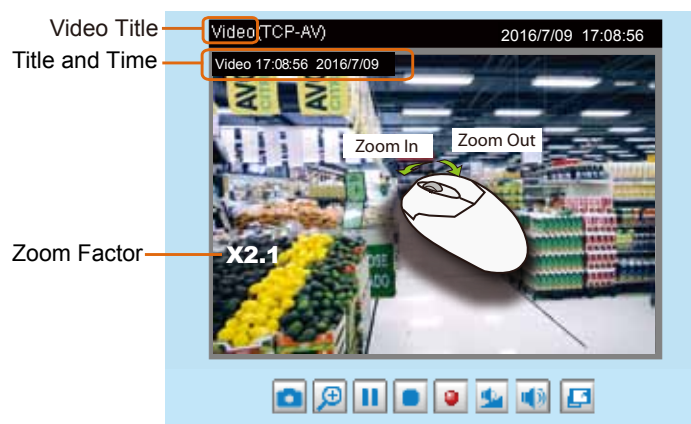 Video Title
Video(TCP-AV) 2016/7/09 17:08:56
Title and Time
Video 17:08:56 2016/7/09
Zoom In
Zoom Out
Zoom Factor
X2.1